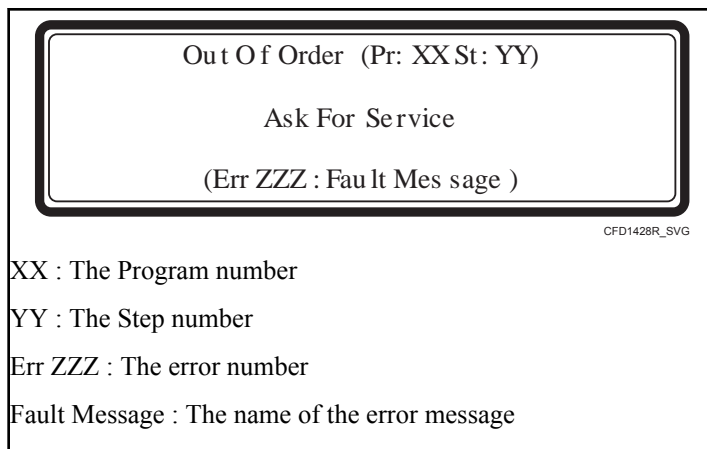 Out Of Order (Pr: XX St: YY)
Ask For Service
(Err ZZZ : Fault Message )
CFD1428R_SVG
XX : The Program number
YY : The Step number
Err ZZZ : The error number
Fault Message : The name of the error message